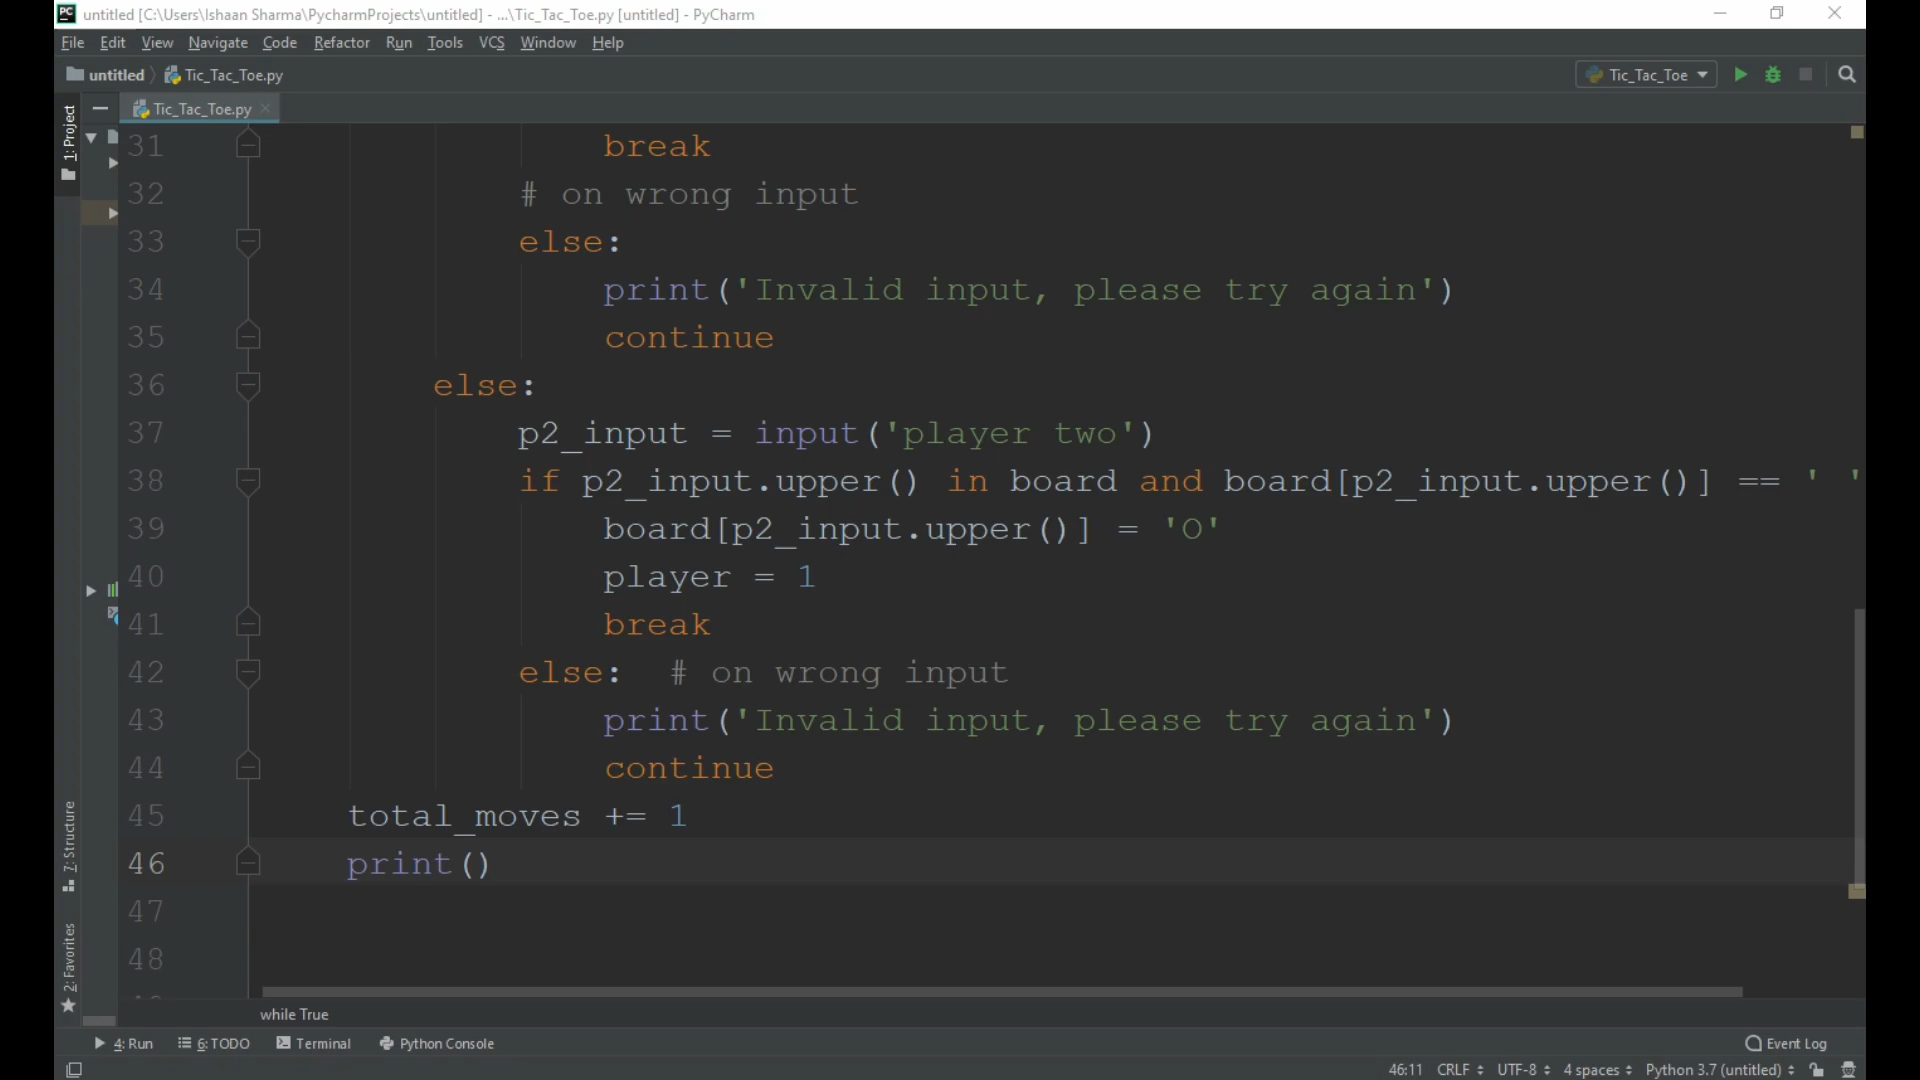 untitled [C:\Users\Ishaan Sharma\PycharmProjects\untitled] - ...\Tic_Tac_Toe.py [untitled] - PyCharm
File Edit View Navigate Code Refactor Run Tools VCS Window Help
untitled Tic_Tac_Toe.py Tic_Tac_Toe
1: Project
Tic_Tac_Toe.py
31 break
32 # on wrong input
33 else:
34 print('Invalid input, please try again')
35 continue
36 else:
37 p2_input = input('player two')
38 if p2_input.upper() in board and board[p2_input.upper()] == ' '
39 board[p2_input.upper()] = 'O'
40 player = 1
41 break
42 else:  # on wrong input
43 print('Invalid input, please try again')
44 continue
45 total_moves += 1
46 print()
47
48
7: Structure
2: Favorites
while True
4: Run 6: TODO Terminal Python Console Event Log
46:11 CRLF UTF-8 4 spaces Python 3.7 (untitled)